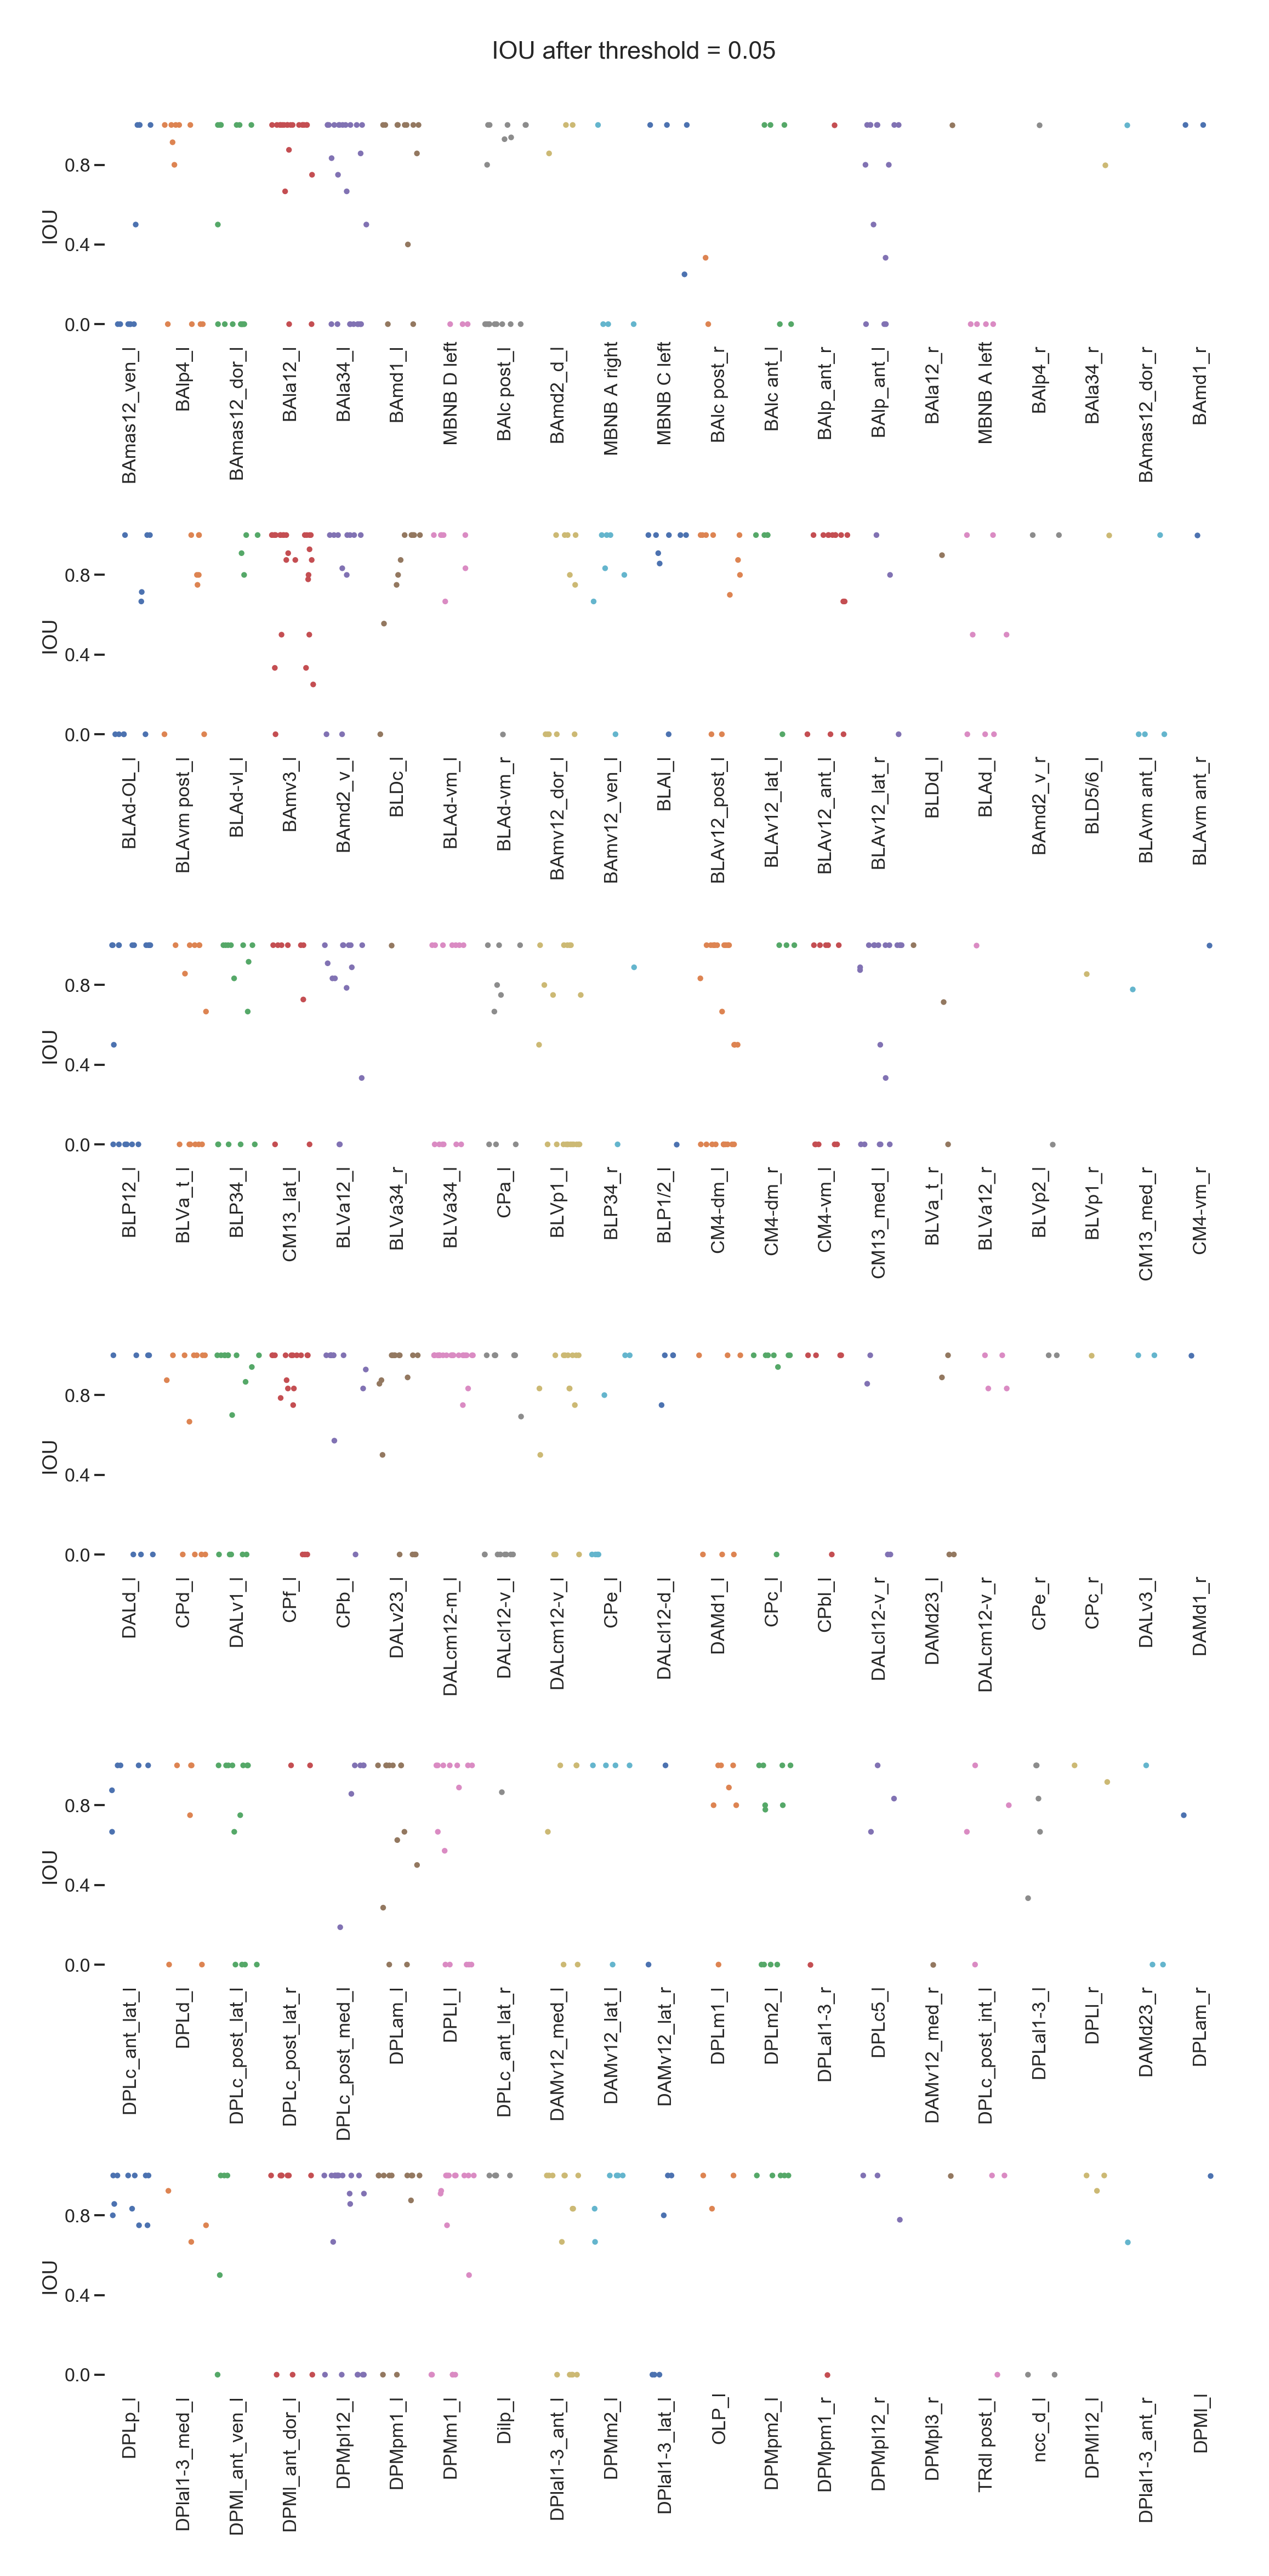 IOU after threshold = 0.05
IOU
0.8
0.4
0.0
BAmas12_ven_l
BAlp4_l
BAmas12_dor_l
BAla12_l
BAla34_l
BAmd1_l
MBNB D left
BAlc post_l
BAmd2_d_l
MBNB A right
MBNB C left
BAlc post_r
BAlc ant_l
BAlp_ant_r
BAlp_ant_l
BAla12_r
MBNB A left
BAlp4_r
BAla34_r
BAmas12_dor_r
BAmd1_r
IOU
0.8
0.4
0.0
BLAd-OL_l
BLAvm post_l
BLAd-vl_l
BAmv3_l
BAmd2_v_l
BLDc_l
BLAd-vm_l
BLAd-vm_r
BAmv12_dor_l
BAmv12_ven_l
BLAl_l
BLAv12_post_l
BLAv12_lat_l
BLAv12_ant_l
BLAv12_lat_r
BLDd_l
BLAd_l
BAmd2_v_r
BLD5/6_l
BLAvm ant_l
BLAvm ant_r
IOU
0.8
0.4
0.0
BLP12_l
BLVa_t_l
BLP34_l
CM13_lat_l
BLVa12_l
BLVa34_r
BLVa34_l
CPa_l
BLVp1_l
BLP34_r
BLP1/2_l
CM4-dm_l
CM4-dm_r
CM4-vm_l
CM13_med_l
BLVa_t_r
BLVa12_r
BLVp2_l
BLVp1_r
CM13_med_r
CM4-vm_r
IOU
0.8
0.4
0.0
DALd_l
CPd_l
DALv1_l
CPf_l
CPb_l
DALv23_l
DALcm12-m_l
DALcl12-v_l
DALcm12-v_l
CPe_l
DALcl12-d_l
DAMd1_l
CPc_l
CPbl_l
DALcl12-v_r
DAMd23_l
DALcm12-v_r
CPe_r
CPc_r
DALv3_l
DAMd1_r
IOU
0.8
0.4
0.0
DPLc_ant_lat_l
DPLd_l
DPLc_post_lat_l
DPLc_post_lat_r
DPLc_post_med_l
DPLam_l
DPLl_l
DPLc_ant_lat_r
DAMv12_med_l
DAMv12_lat_l
DAMv12_lat_r
DPLm1_l
DPLm2_l
DPLal1-3_r
DPLc5_l
DAMv12_med_r
DPLc_post_int_l
DPLal1-3_l
DPLl_r
DAMd23_r
DPLam_r
IOU
0.8
0.4
0.0
DPLp_l
DPlal1-3_med_l
DPMl_ant_ven_l
DPMl_ant_dor_l
DPMpl12_l
DPMpm1_l
DPMm1_l
Dilp_l
DPlal1-3_ant_l
DPMm2_l
DPlal1-3_lat_l
OLP_l
DPMpm2_l
DPMpm1_r
DPMpl12_r
DPMpl3_r
TRdl post_l
ncc_d_l
DPMl12_l
DPlal1-3_ant_r
DPMl_l